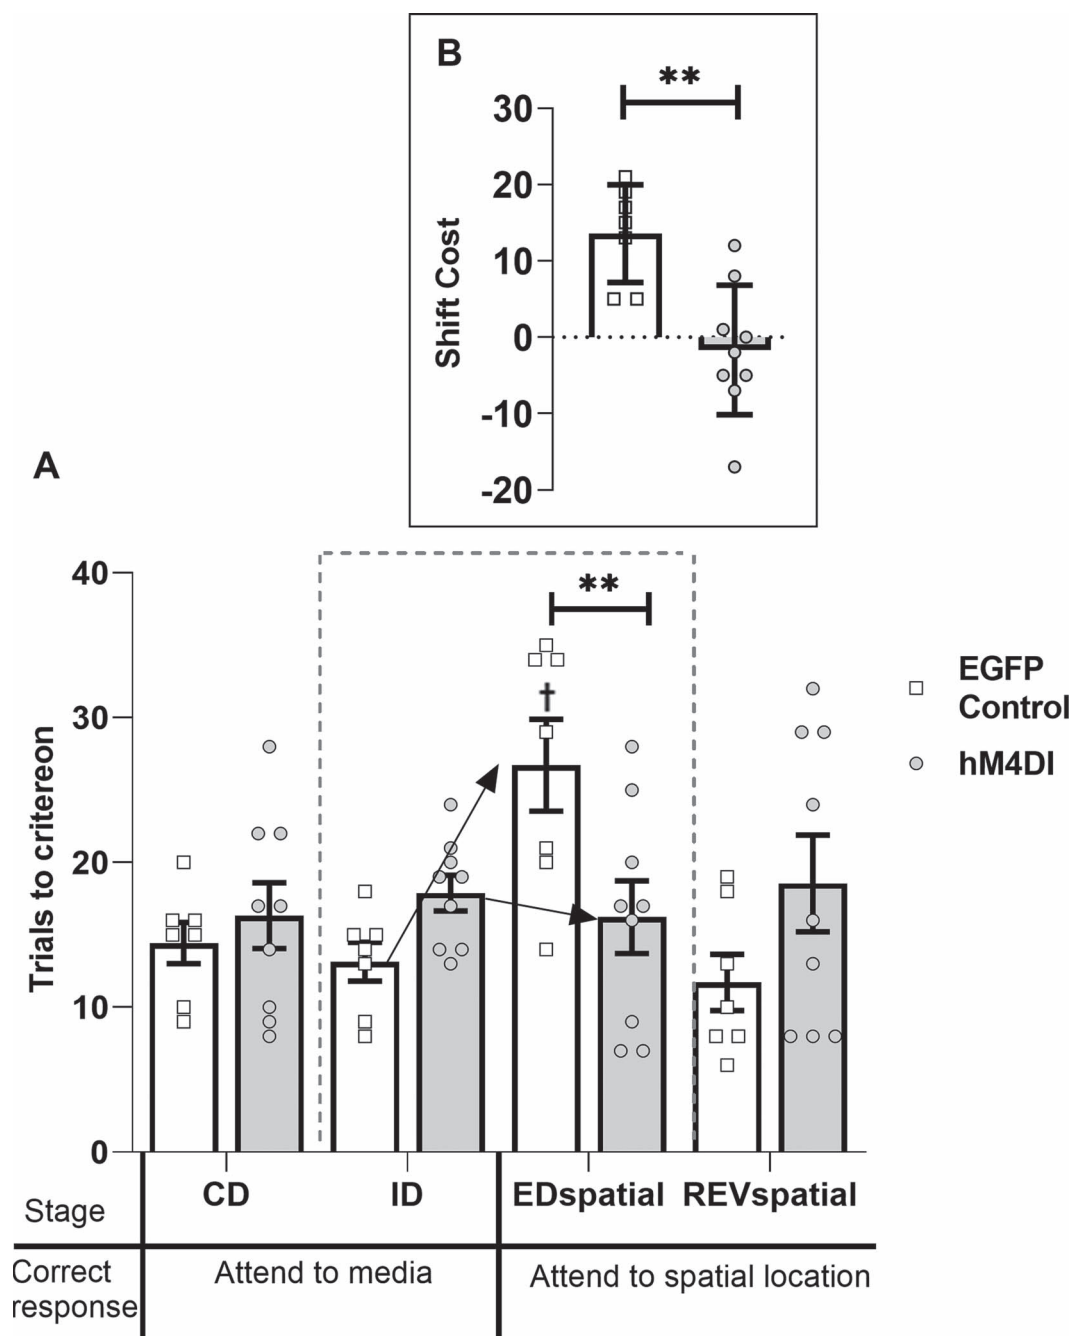 B
**
30
20
10
0
-10
-20
Shift Cost
A
40
30
20
10
0
Trials to critereon
**
†
EGFP
Control
hM4DI
CD
ID
EDspatial
REVspatial
Stage
Correct
response
Attend to media
Attend to spatial location